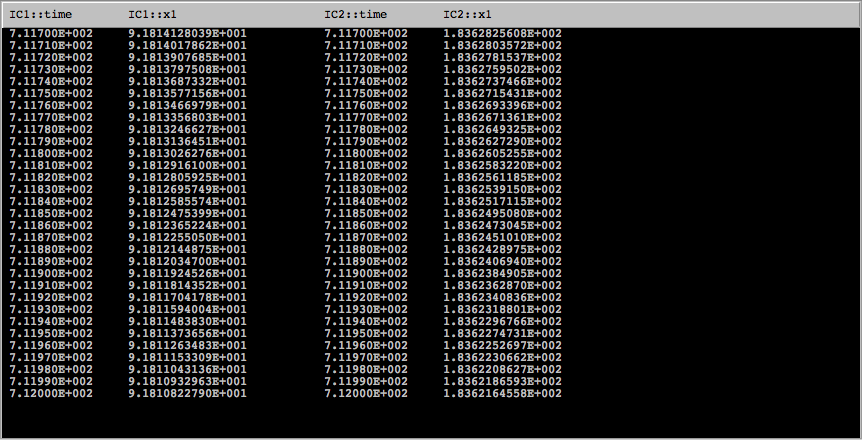 IC1::time IC1::x1 IC2::time IC2::x1
7.11700E+002 9.1814128039E+001 7.11700E+002 1.8362825608E+002
7.11710E+002 9.1814017862E+001 7.11710E+002 1.8362803572E+002
7.11720E+002 9.1813907685E+001 7.11720E+002 1.8362781537E+002
7.11730E+002 9.1813797508E+001 7.11730E+002 1.8362759502E+002
7.11740E+002 9.1813687332E+001 7.11740E+002 1.8362737466E+002
7.11750E+002 9.1813577156E+001 7.11750E+002 1.8362715431E+002
7.11760E+002 9.1813466979E+001 7.11760E+002 1.8362693396E+002
7.11770E+002 9.1813356803E+001 7.11770E+002 1.8362671361E+002
7.11780E+002 9.1813246627E+001 7.11780E+002 1.8362649325E+002
7.11790E+002 9.1813136451E+001 7.11790E+002 1.8362627290E+002
7.11800E+002 9.1813026276E+001 7.11800E+002 1.8362605255E+002
7.11810E+002 9.1812916100E+001 7.11810E+002 1.8362583220E+002
7.11820E+002 9.1812805925E+001 7.11820E+002 1.8362561185E+002
7.11830E+002 9.1812695749E+001 7.11830E+002 1.8362539150E+002
7.11840E+002 9.1812585574E+001 7.11840E+002 1.8362517115E+002
7.11850E+002 9.1812475399E+001 7.11850E+002 1.8362495080E+002
7.11860E+002 9.1812365224E+001 7.11860E+002 1.8362473045E+002
7.11870E+002 9.1812255050E+001 7.11870E+002 1.8362451010E+002
7.11880E+002 9.1812144875E+001 7.11880E+002 1.8362428975E+002
7.11890E+002 9.1812034700E+001 7.11890E+002 1.8362406940E+002
7.11900E+002 9.1811924526E+001 7.11900E+002 1.8362384905E+002
7.11910E+002 9.1811814352E+001 7.11910E+002 1.8362362870E+002
7.11920E+002 9.1811704178E+001 7.11920E+002 1.8362340836E+002
7.11930E+002 9.1811594004E+001 7.11930E+002 1.8362318801E+002
7.11940E+002 9.1811483830E+001 7.11940E+002 1.8362296766E+002
7.11950E+002 9.1811373656E+001 7.11950E+002 1.8362274731E+002
7.11960E+002 9.1811263483E+001 7.11960E+002 1.8362252697E+002
7.11970E+002 9.1811153309E+001 7.11970E+002 1.8362230662E+002
7.11980E+002 9.1811043136E+001 7.11980E+002 1.8362208627E+002
7.11990E+002 9.1810932963E+001 7.11990E+002 1.8362186593E+002
7.12000E+002 9.1810822790E+001 7.12000E+002 1.8362164558E+002